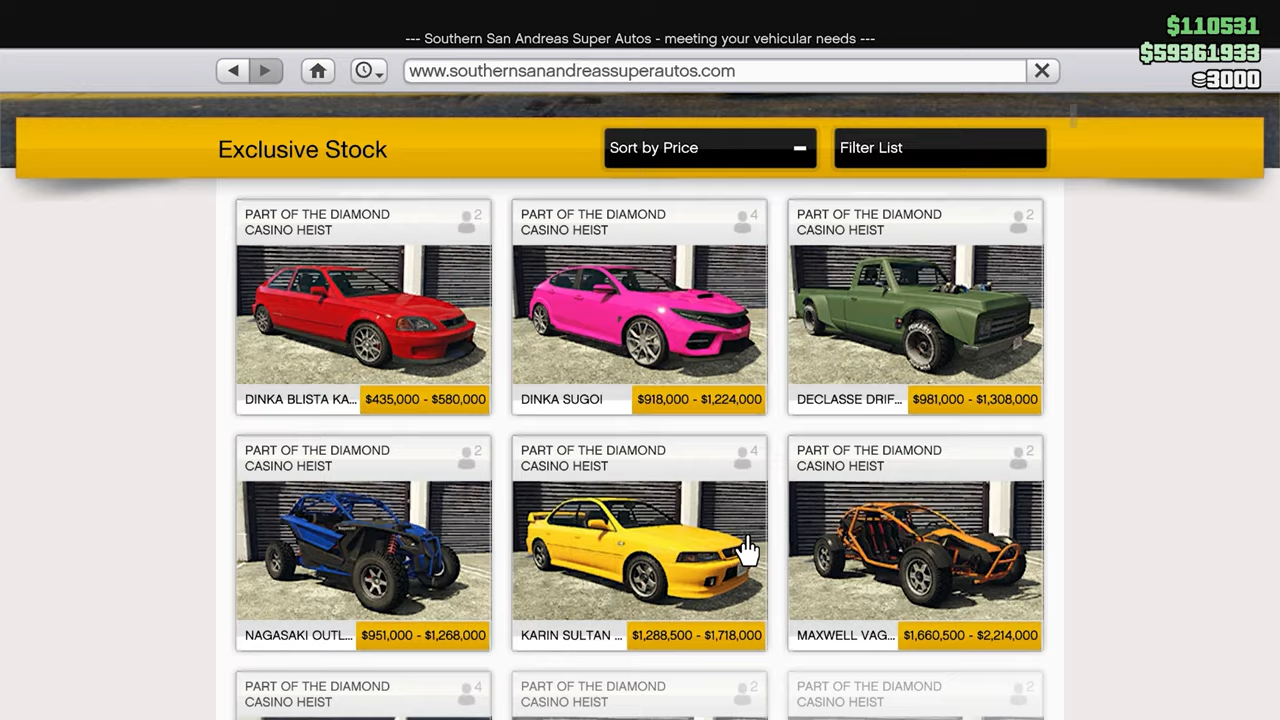 $110531
--- Southern San Andreas Super Autos - meeting your vehicular needs ---
$59361933
www.southernsanandreassuperautos.com
3000
Exclusive Stock
Sort by Price
Filter List
PART OF THE DIAMOND
CASINO HEIST
2
DINKA BLISTA KA...
$435,000 - $580,000
PART OF THE DIAMOND
CASINO HEIST
4
DINKA SUGOI
$918,000 - $1,224,000
PART OF THE DIAMOND
CASINO HEIST
2
DECLASSE DRIF...
$981,000 - $1,308,000
PART OF THE DIAMOND
CASINO HEIST
2
NAGASAKI OUTL...
$951,000 - $1,268,000
PART OF THE DIAMOND
CASINO HEIST
4
KARIN SULTAN ...
$1,288,500 - $1,718,000
PART OF THE DIAMOND
CASINO HEIST
2
MAXWELL VAG...
$1,660,500 - $2,214,000
PART OF THE DIAMOND
CASINO HEIST
4
PART OF THE DIAMOND
CASINO HEIST
2
PART OF THE DIAMOND
CASINO HEIST
2